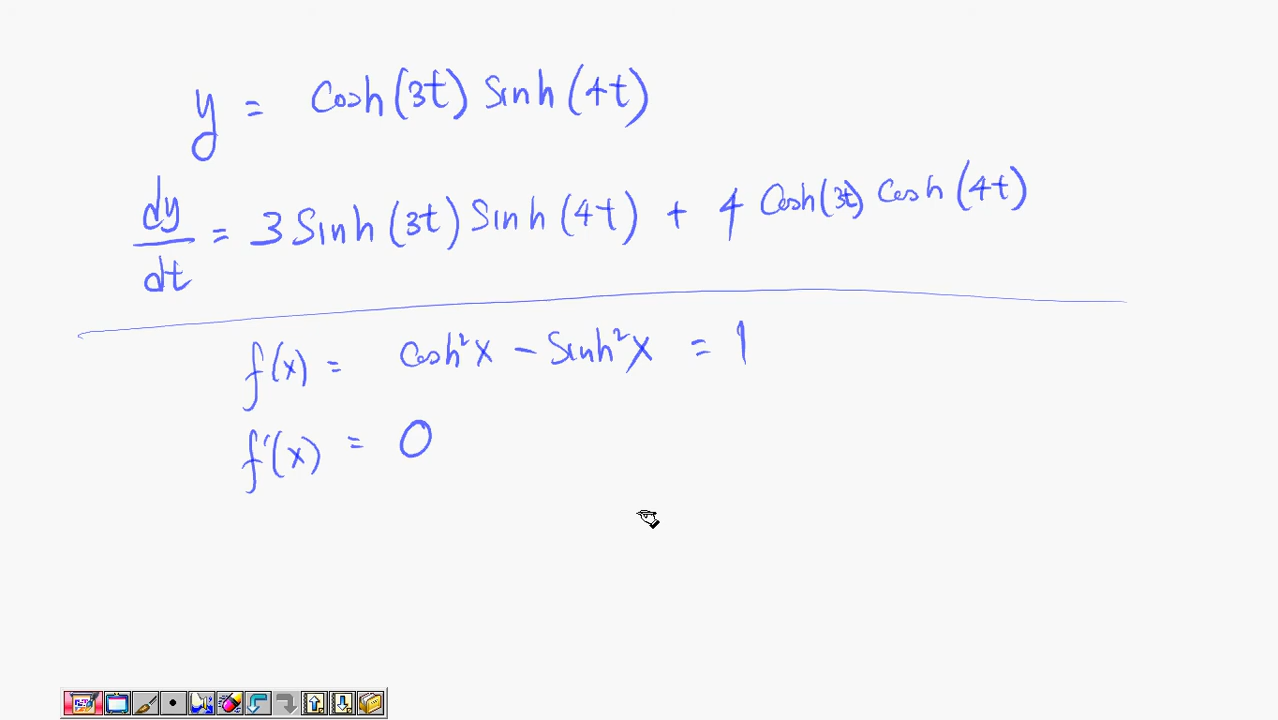 y = Cosh(3t) Sinh(4t)
dy/dt = 3 Sinh(3t) Sinh(4t) + 4 Cosh(3t) Cosh(4t)
f(x) = Cosh²x - Sinh²x = 1
f'(x) = 0